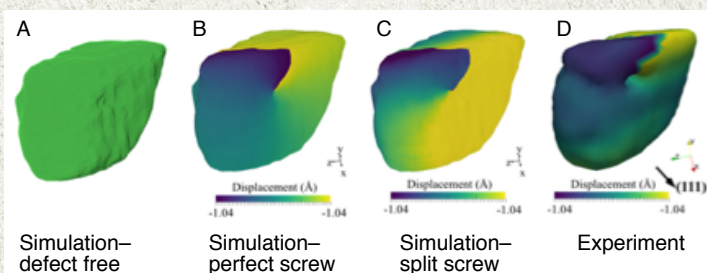 A
B
C
D
X
X
Displacement (Å)
-1.04 -1.04
Displacement (Å)
-1.04 -1.04
Displacement (Å)
-1.04 -1.04
(111)
Simulation–
defect free
Simulation–
perfect screw
Simulation–
split screw
Experiment